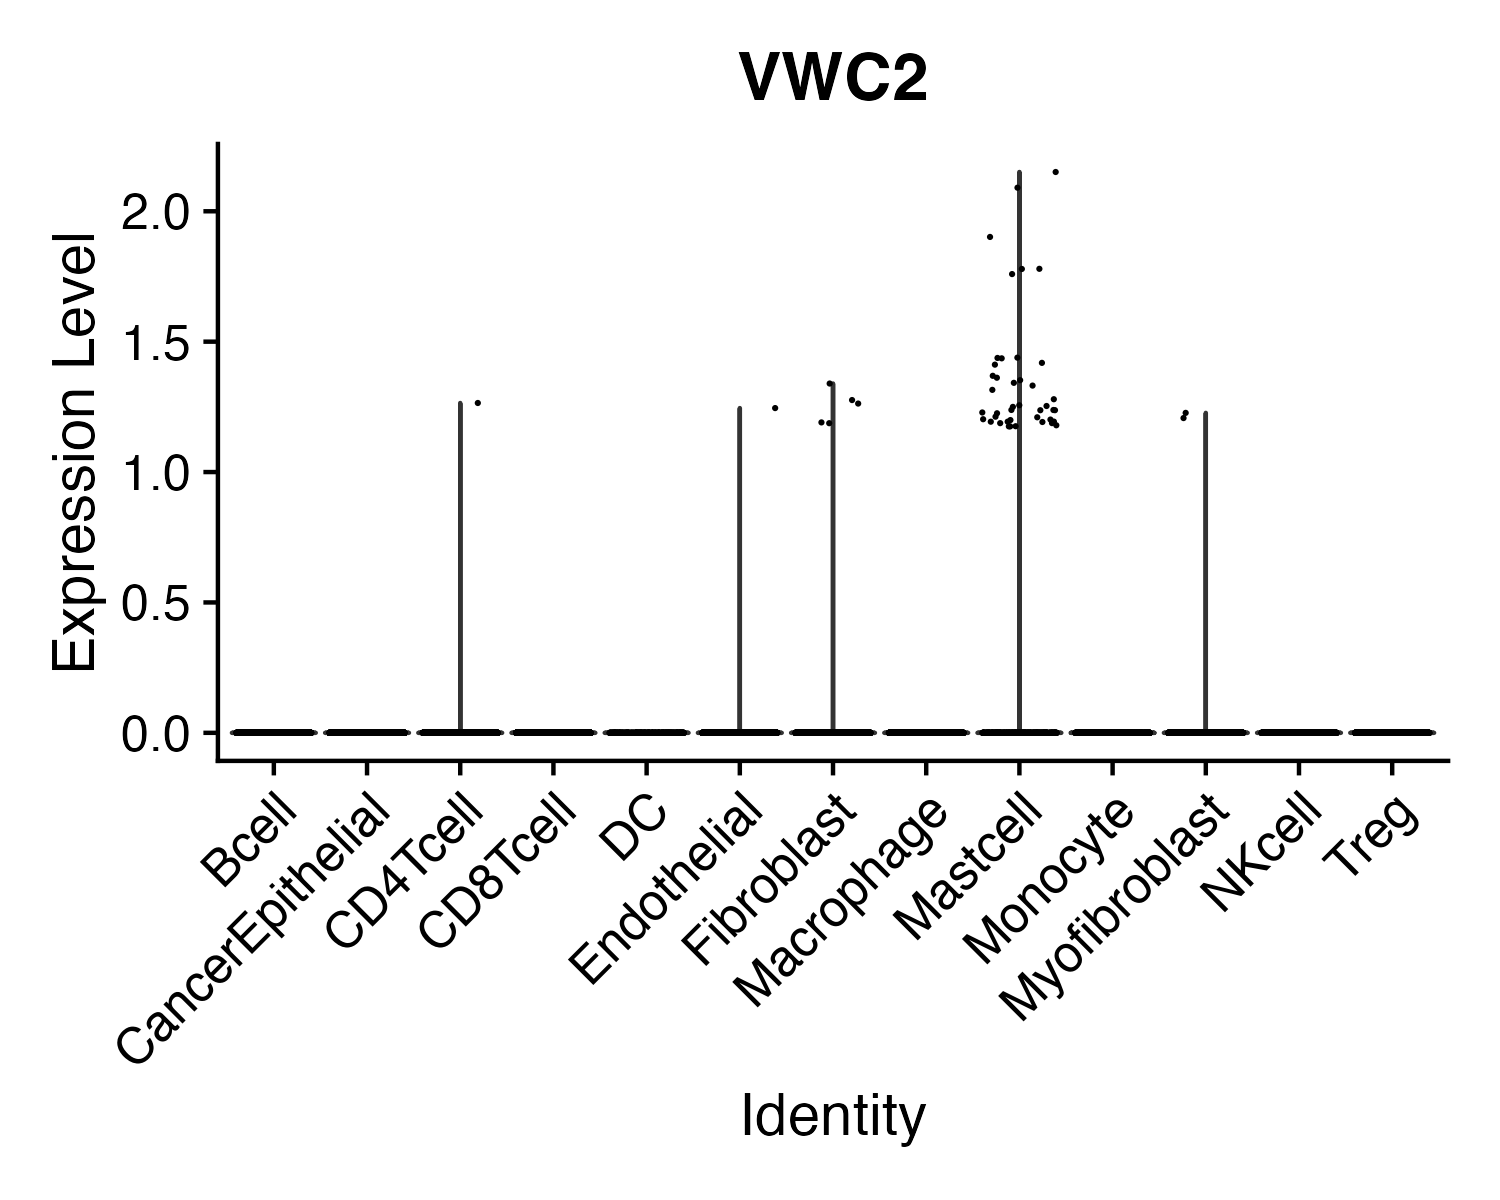 VWC2
Expression Level
2.0
1.5
1.0
0.5
0.0
Bcell
CancerEpithelial
CD4Tcell
CD8Tcell
DC
Endothelial
Fibroblast
Macrophage
Mastcell
Monocyte
Myofibroblast
NKcell
Treg
Identity